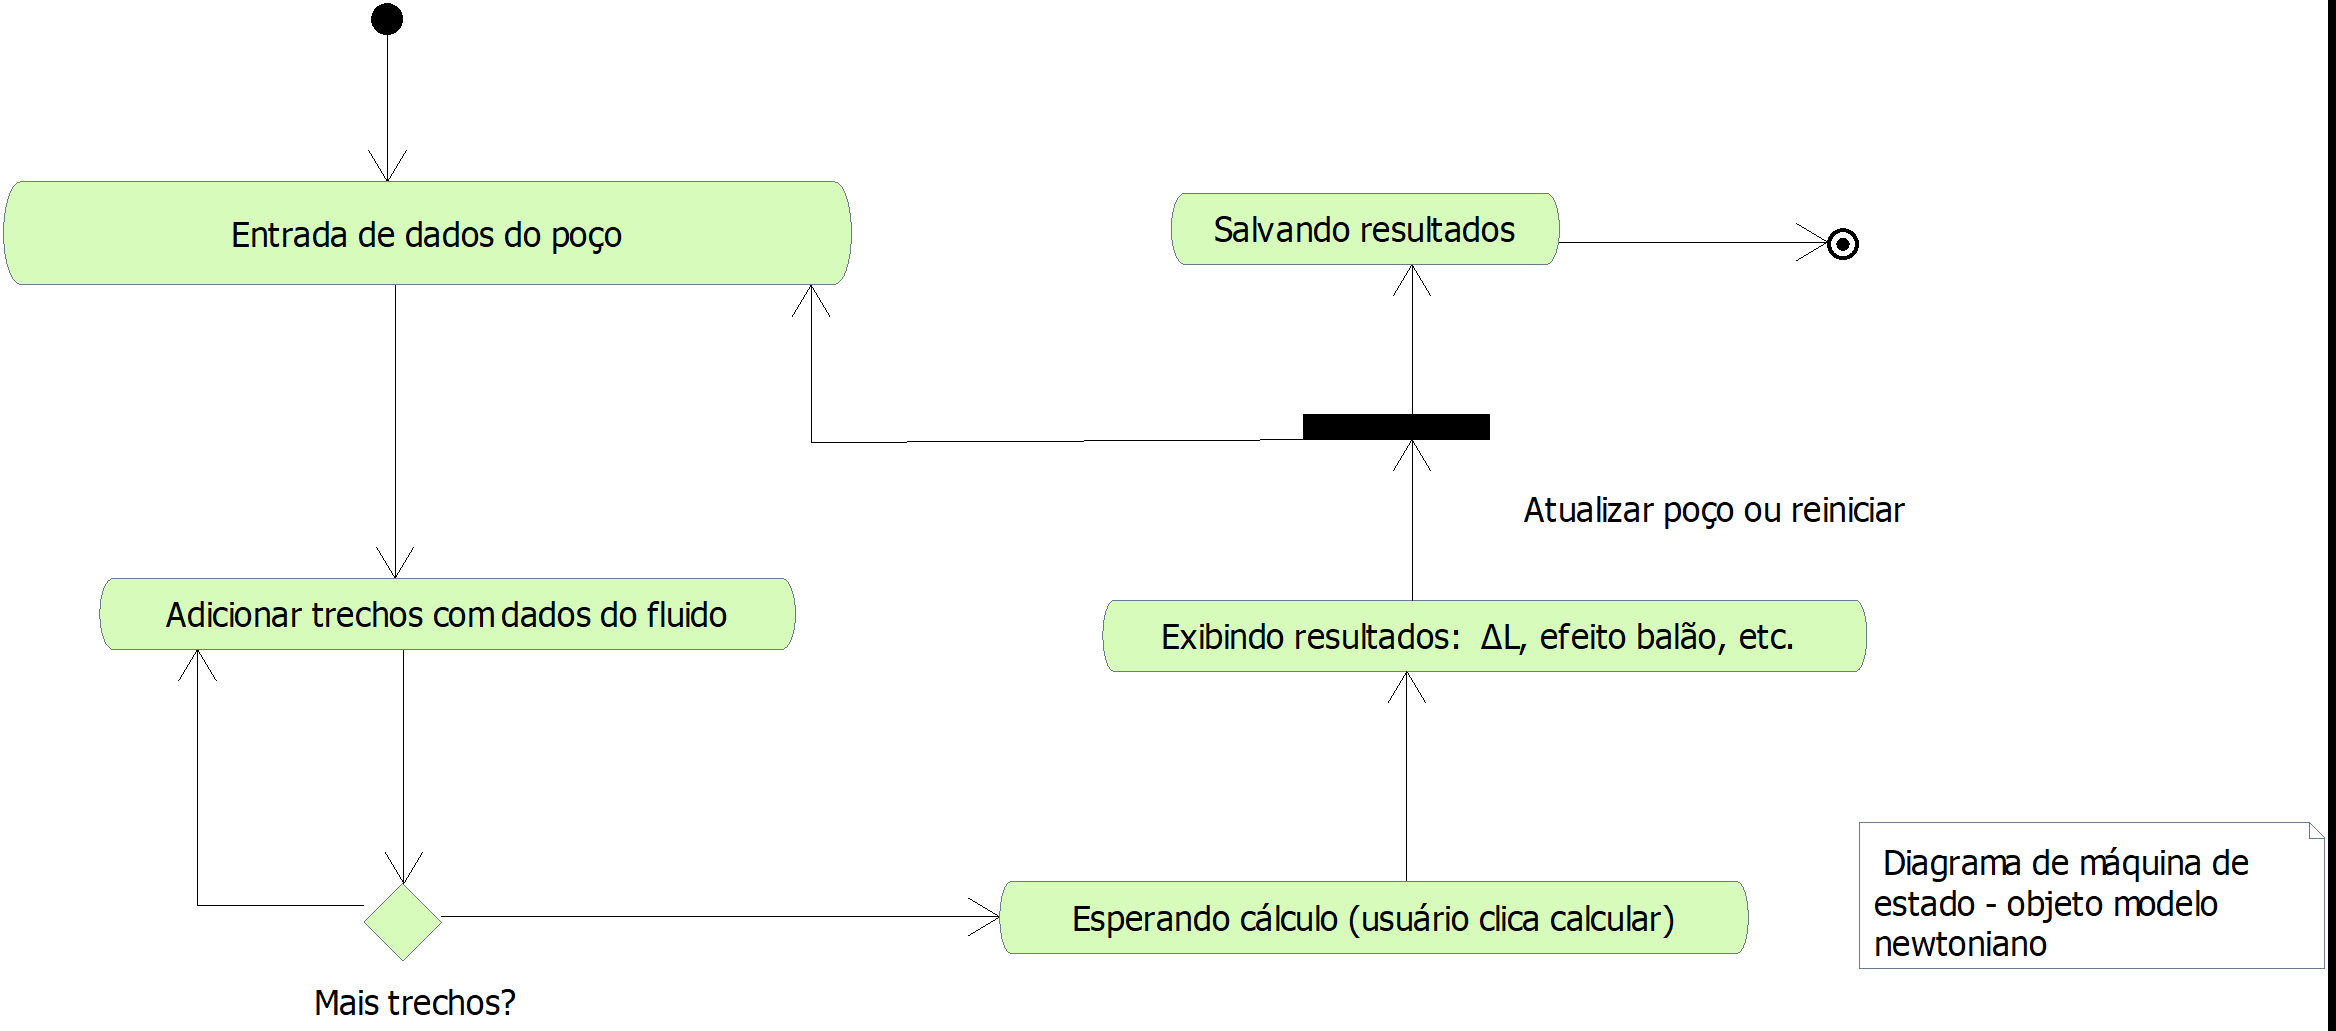 Entrada de dados do poço
Salvando resultados
Atualizar poço ou reiniciar
Adicionar trechos com dados do fluido
Exibindo resultados:  ΔL, efeito balão, etc.
Esperando cálculo (usuário clica calcular)
Mais trechos?
Diagrama de máquina de
estado - objeto modelo
newtoniano